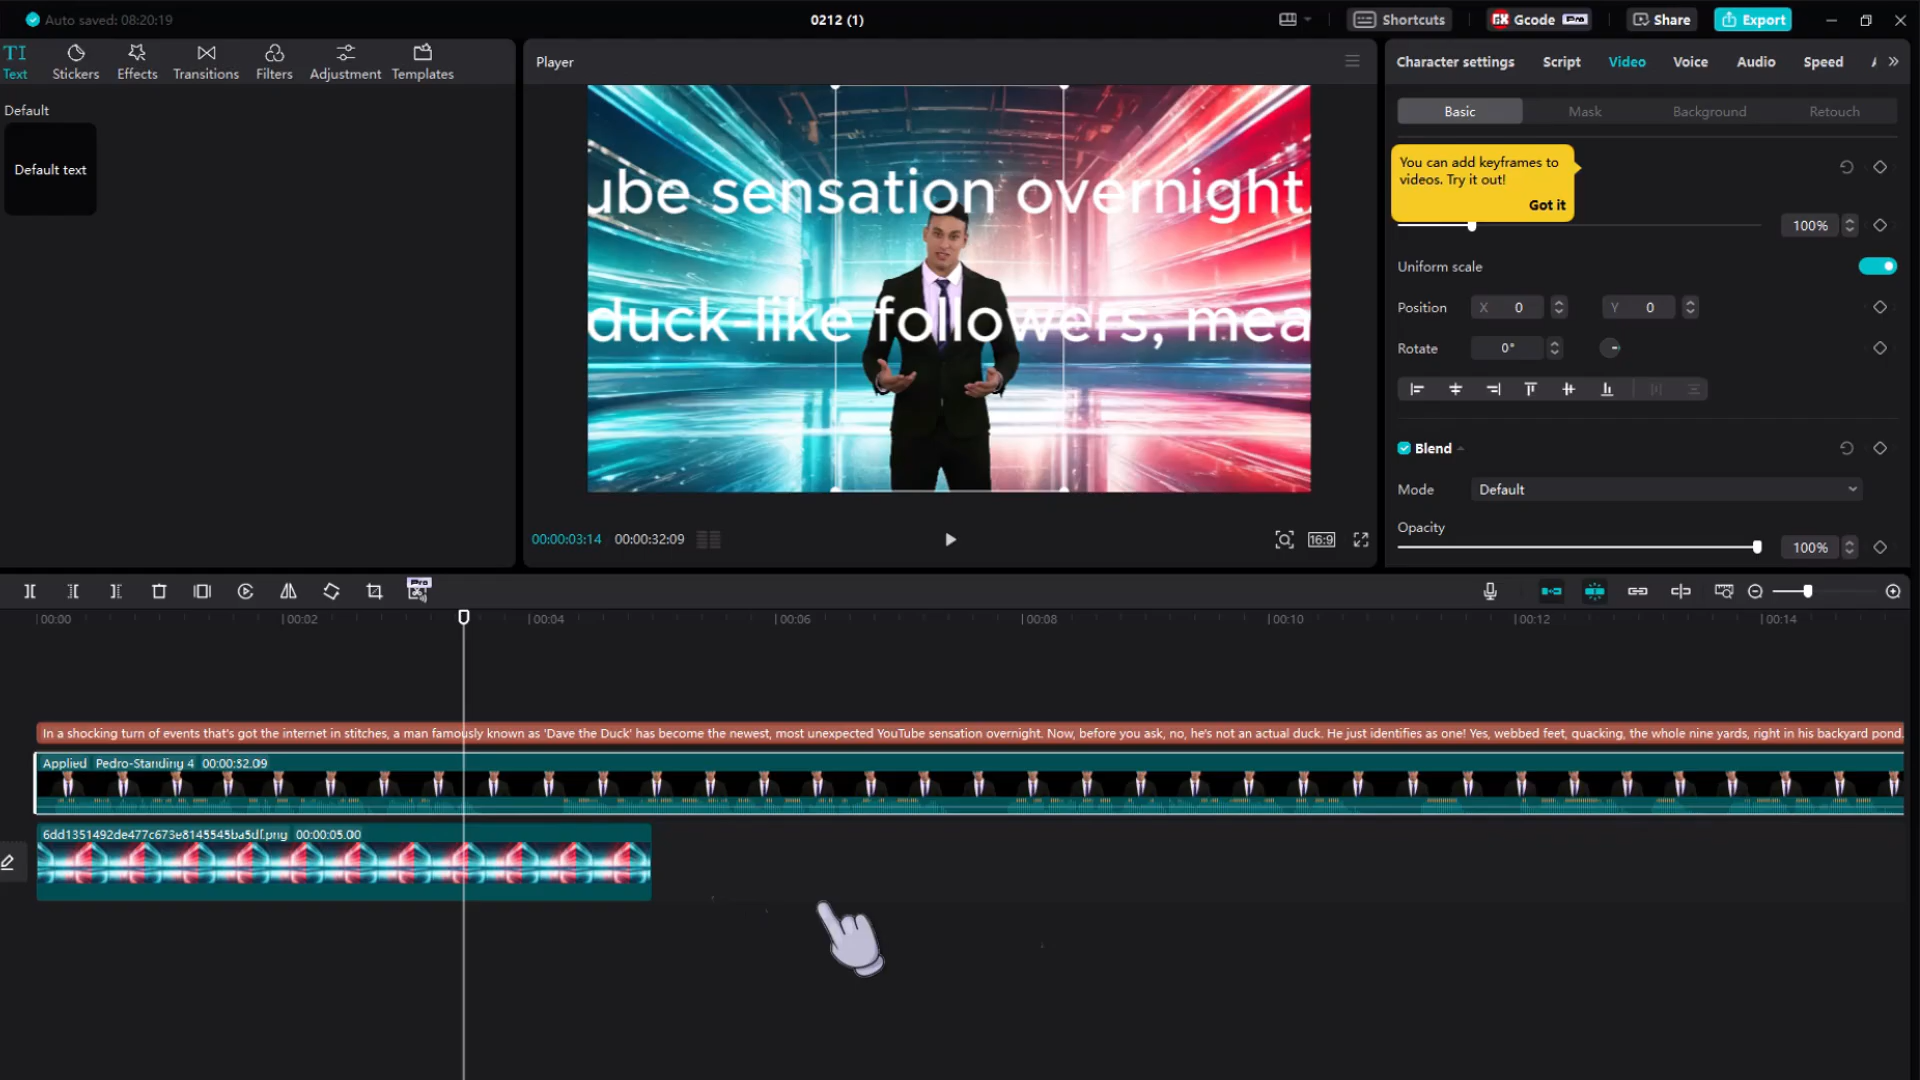 Auto saved: 08:20:19
0212 (1)
Shortcuts
Gcode Pro
Share
Export
TI
Text
Stickers
Effects
Transitions
Filters
Adjustment
Templates
Default
Default text
Player
ube sensation overnight.
duck-like followers, mea
00:00:03:14
00:00:32:09
16:9
Character settings
Script
Video
Voice
Audio
Speed
Basic
Mask
Background
Retouch
You can add keyframes to
videos. Try it out!
Got it
100%
Uniform scale
Position
X 0
Y 0
Rotate
0°
Blend
Mode
Default
Opacity
100%
Pro
00:00
00:02
00:04
00:06
00:08
00:10
00:12
00:14
In a shocking turn of events that's got the internet in stitches, a man famously known as 'Dave the Duck' has become the newest, most unexpected YouTube sensation overnight. Now, before you ask, no, he's not an actual duck. He just identifies as one! Yes, webbed feet, quacking, the whole nine yards, right in his backyard pond.
Applied Pedro-Standing 4 00:00:32:09
6dd1351492de477c673e8145545ba5df.png 00:00:05:00